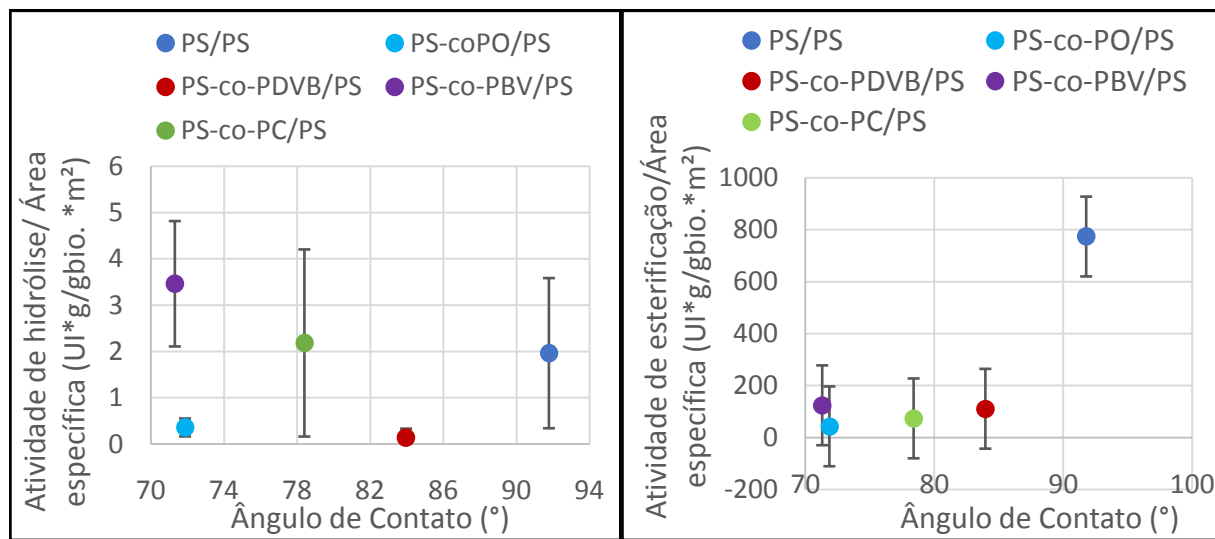 PS/PS PS-coPO/PS
PS-co-PDVB/PS PS-co-PBV/PS
PS-co-PC/PS
Atividade de hidrólise/ Área
específica (UI*g/gbio. *m²)
6
5
4
3
2
1
0
70 74 78 82 86 90 94
Ângulo de Contato (°)
PS/PS PS-co-PO/PS
PS-co-PDVB/PS PS-co-PBV/PS
PS-co-PC/PS
Atividade de esterificação/Área
específica (UI*g/gbio. *m²)
1000
800
600
400
200
0
-200
70 80 90 100
Ângulo de Contato (°)